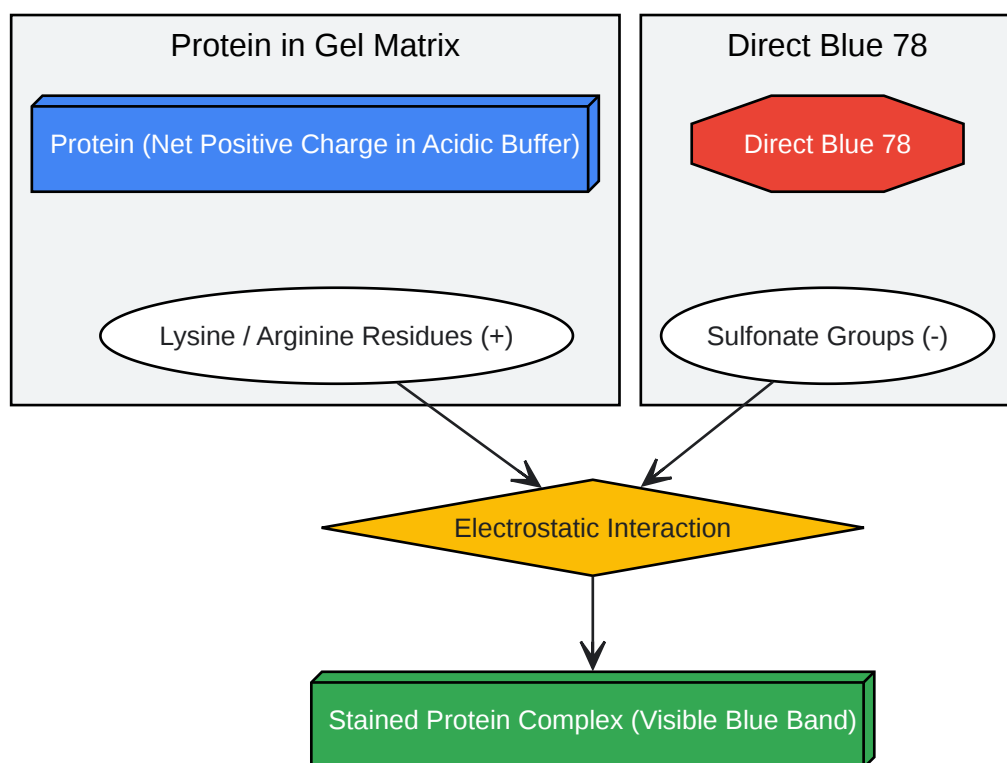 Protein in Gel Matrix
Direct Blue 78
Protein (Net Positive Charge in Acidic Buffer)
Direct Blue 78
Lysine / Arginine Residues (+)
Sulfonate Groups (-)
Electrostatic Interaction
Stained Protein Complex (Visible Blue Band)